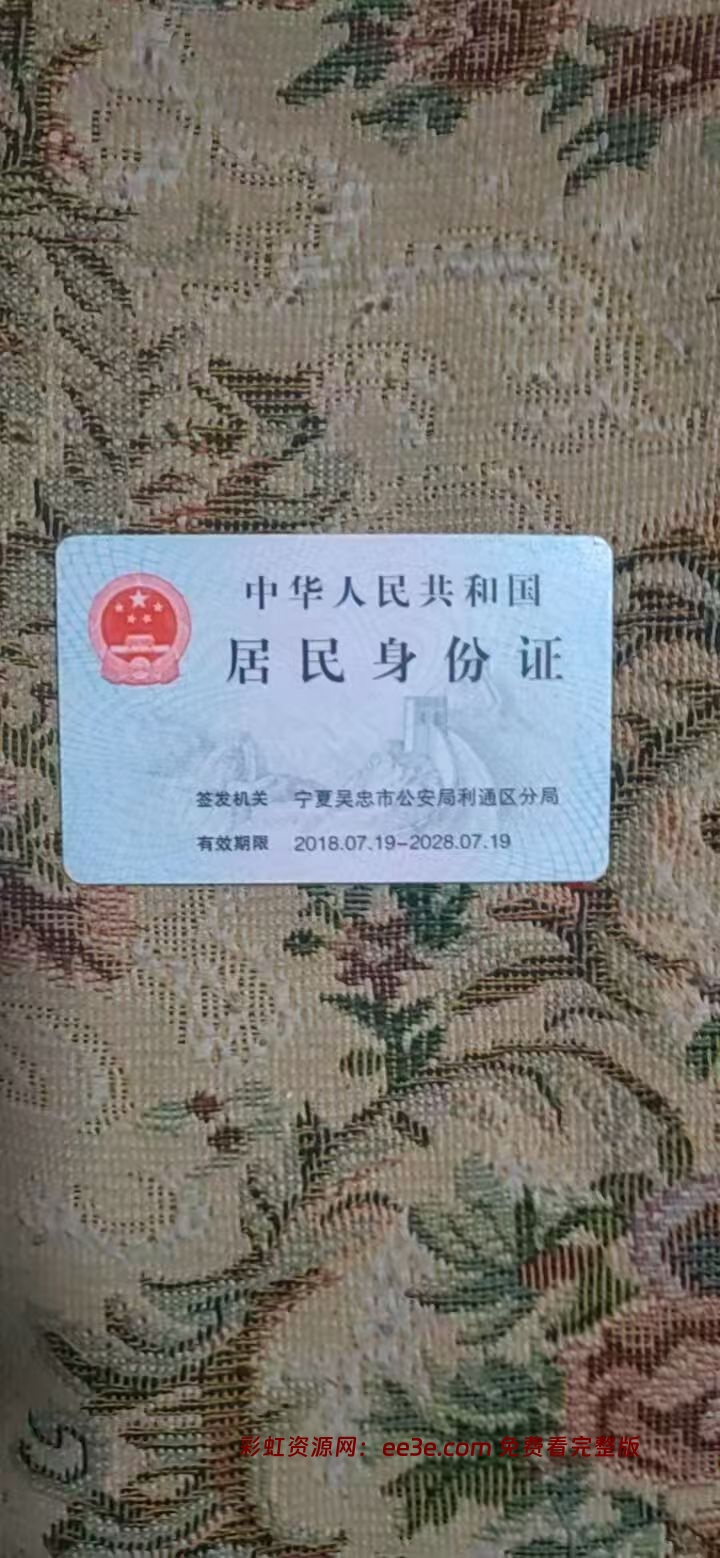 中华人民共和国
居民身份证
签发机关 宁夏吴忠市公安局利通区分局
有效期限 2018.07.19-2028.07.19
彩虹资源网：ee3e.com 免费看完整版